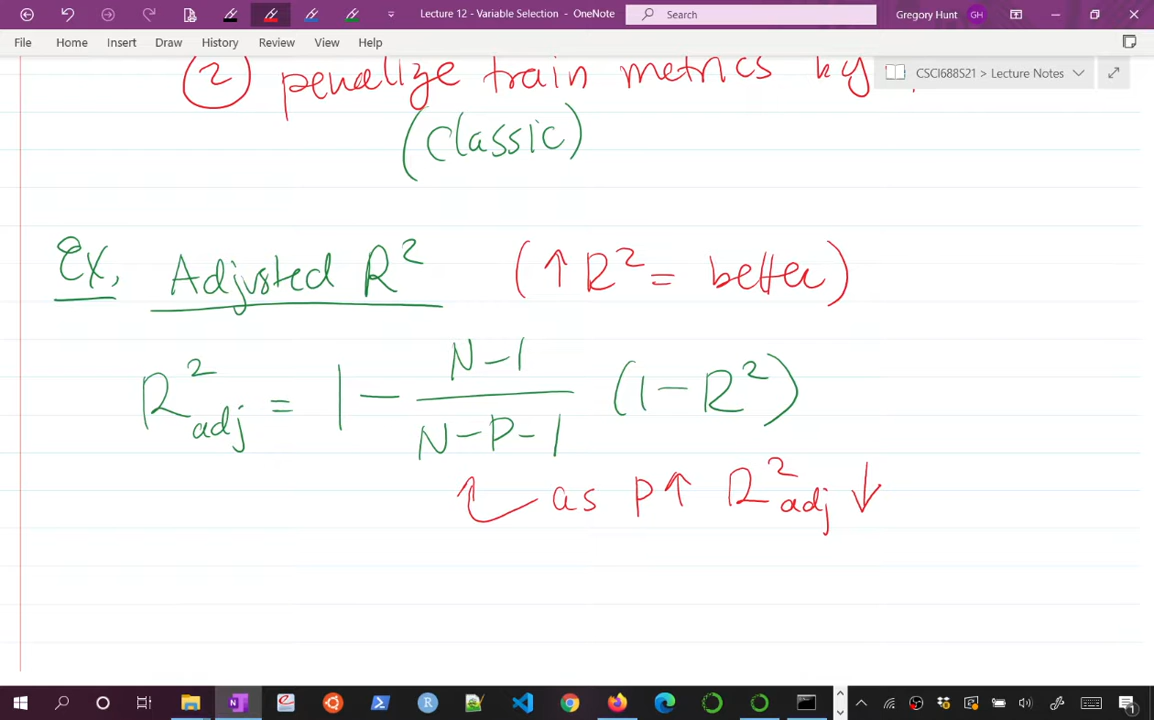 Lecture 12 - Variable Selection - OneNote
Search
Gregory Hunt
GH
File Home Insert Draw History Review View Help
CSCI688S21 > Lecture Notes
(2) penalize train metrics by
(Classic)
Ex. Adjusted R² (↑ R² = better)
R²adj = 1 - N-1 / N-P-1 (1-R²)
as P↑ R²adj ↓